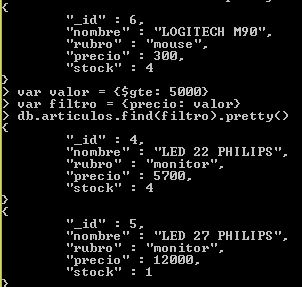 {
        "_id" : 6,
        "nombre" : "LOGITECH M90",
        "rubro" : "mouse",
        "precio" : 300,
        "stock" : 4
}
> var valor = {$gte: 5000}
> var filtro = {precio: valor}
> db.articulos.find(filtro).pretty()
{
        "_id" : 4,
        "nombre" : "LED 22 PHILIPS",
        "rubro" : "monitor",
        "precio" : 5700,
        "stock" : 4
}
{
        "_id" : 5,
        "nombre" : "LED 27 PHILIPS",
        "rubro" : "monitor",
        "precio" : 12000,
        "stock" : 1
}